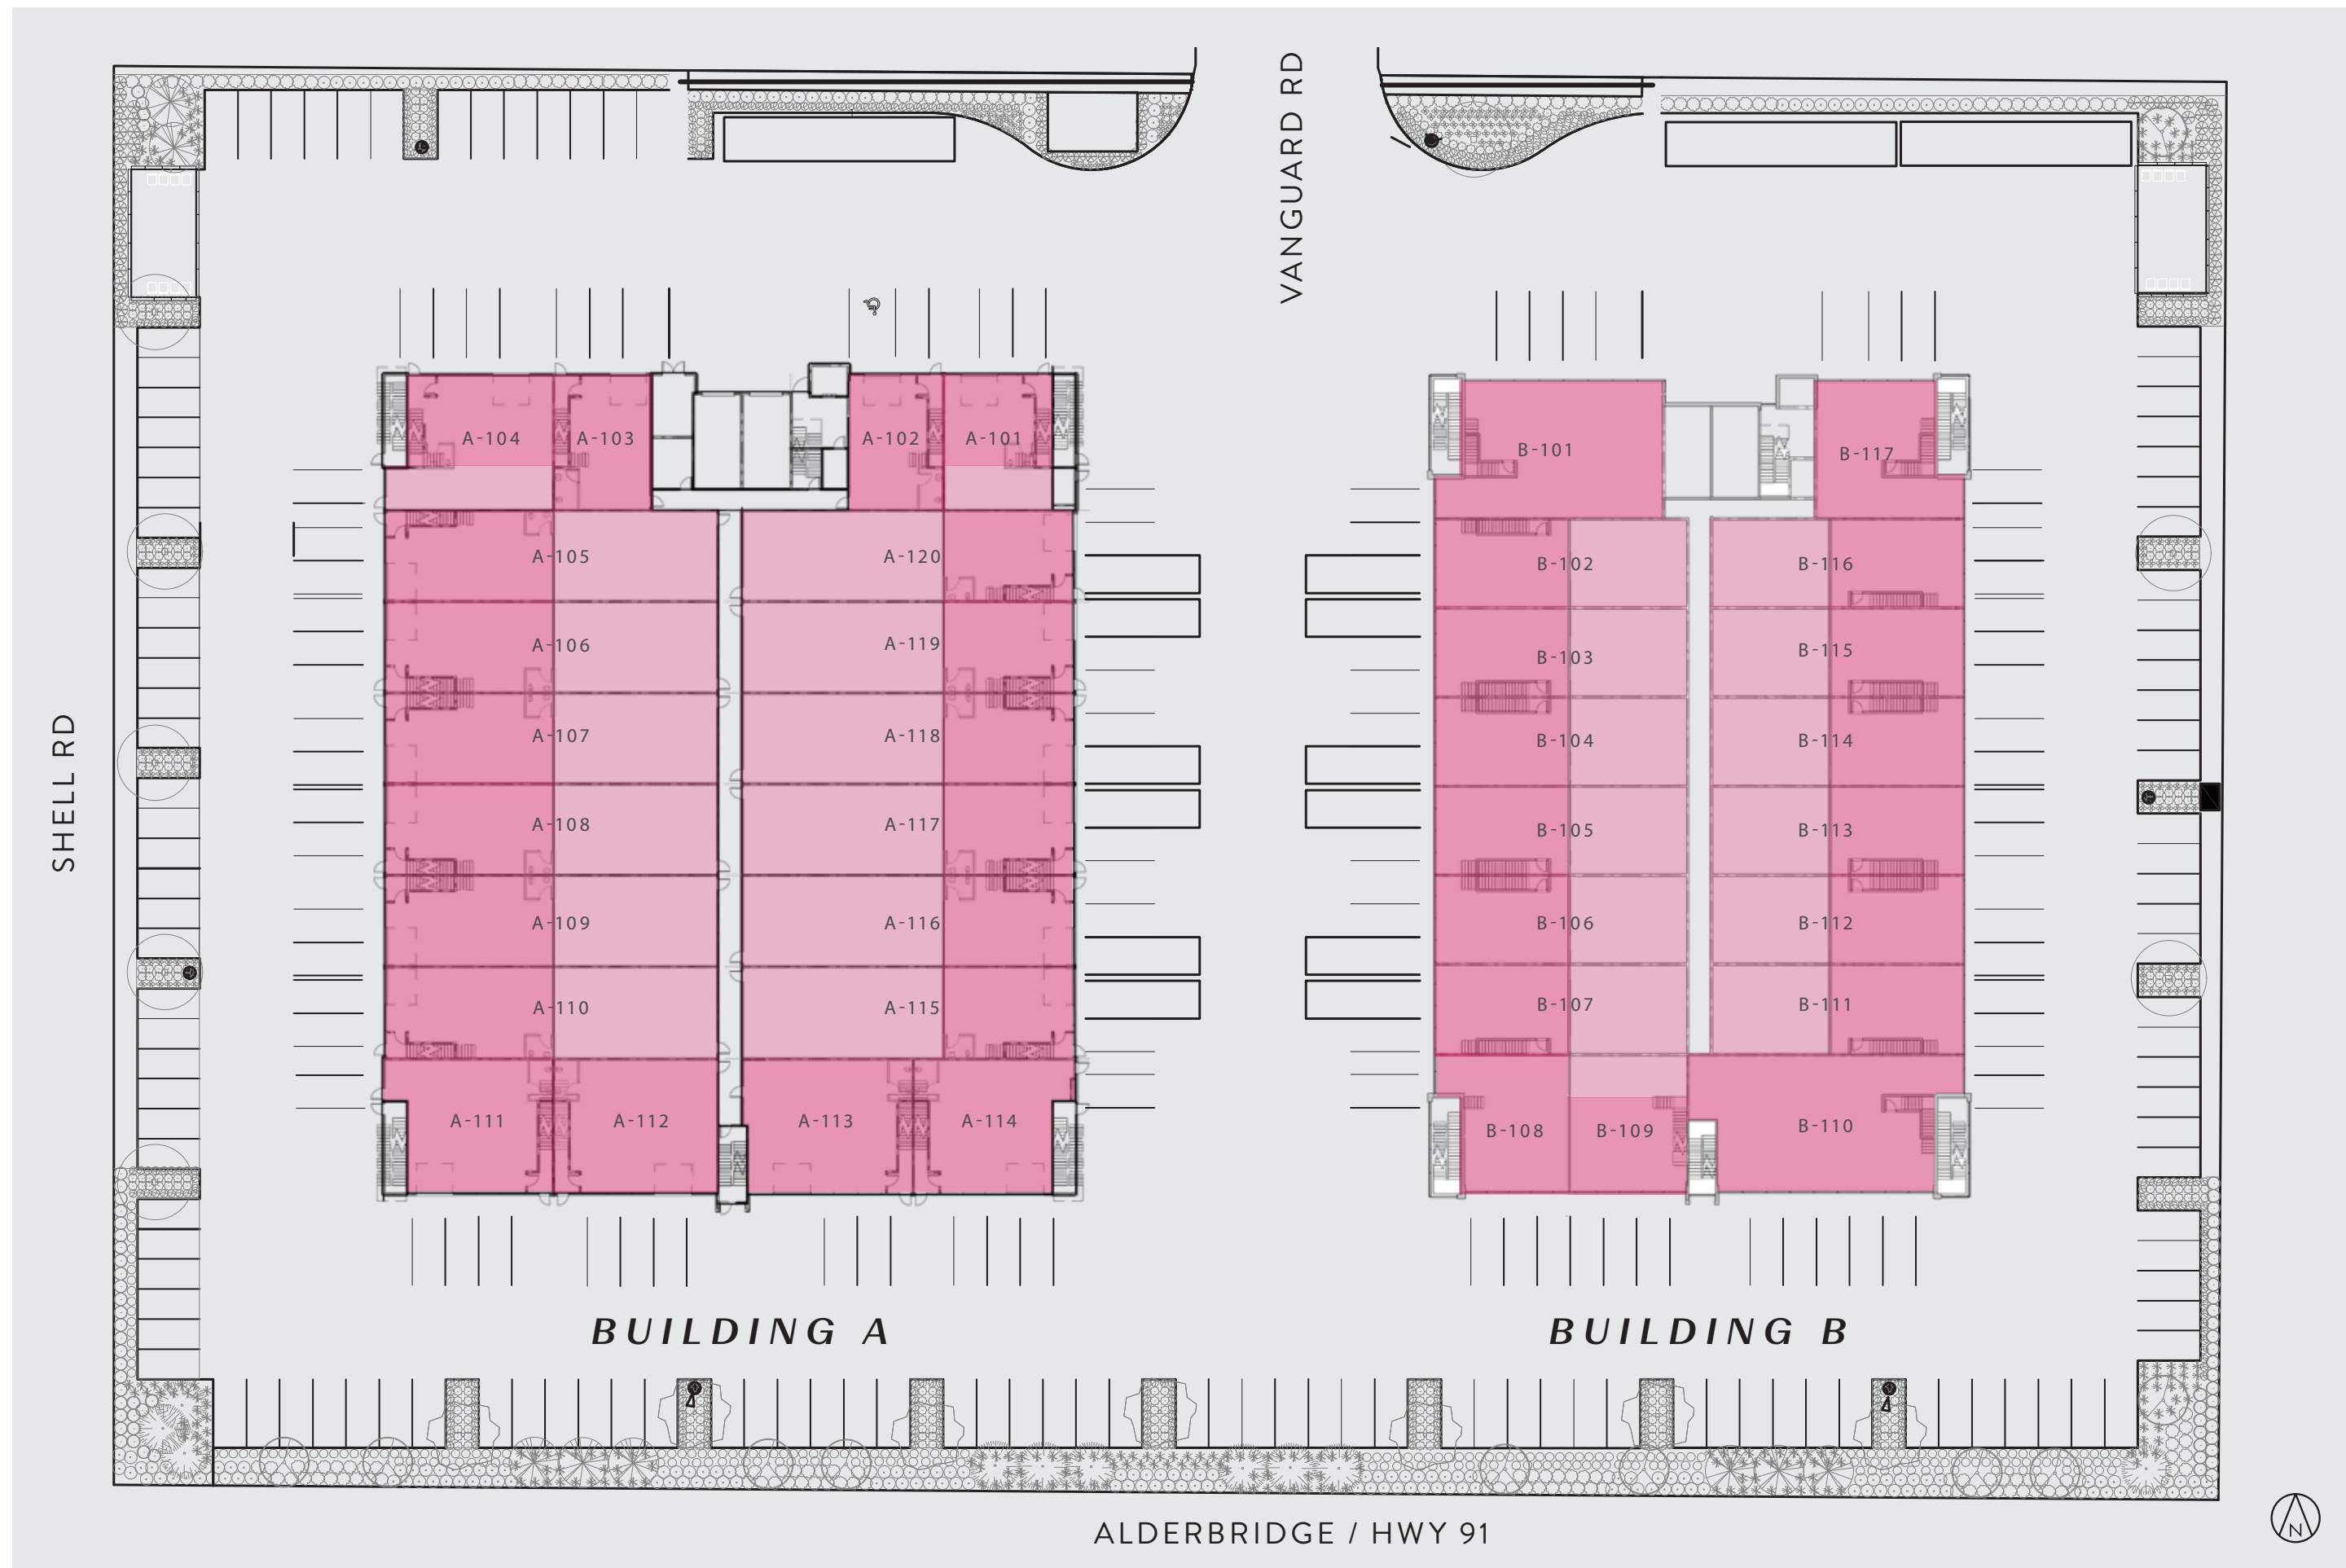 VANGUARD RD
SHELL RD
A-104
A-103
A-102
A-101
A-105
A-120
A-106
A-119
A-107
A-118
A-108
A-117
A-109
A-116
A-110
A-115
A-111
A-112
A-113
A-114
B-101
B-117
B-102
B-116
B-103
B-115
B-104
B-114
B-105
B-113
B-106
B-112
B-107
B-111
B-108
B-109
B-110
BUILDING A
BUILDING B
ALDERBRIDGE / HWY 91
N